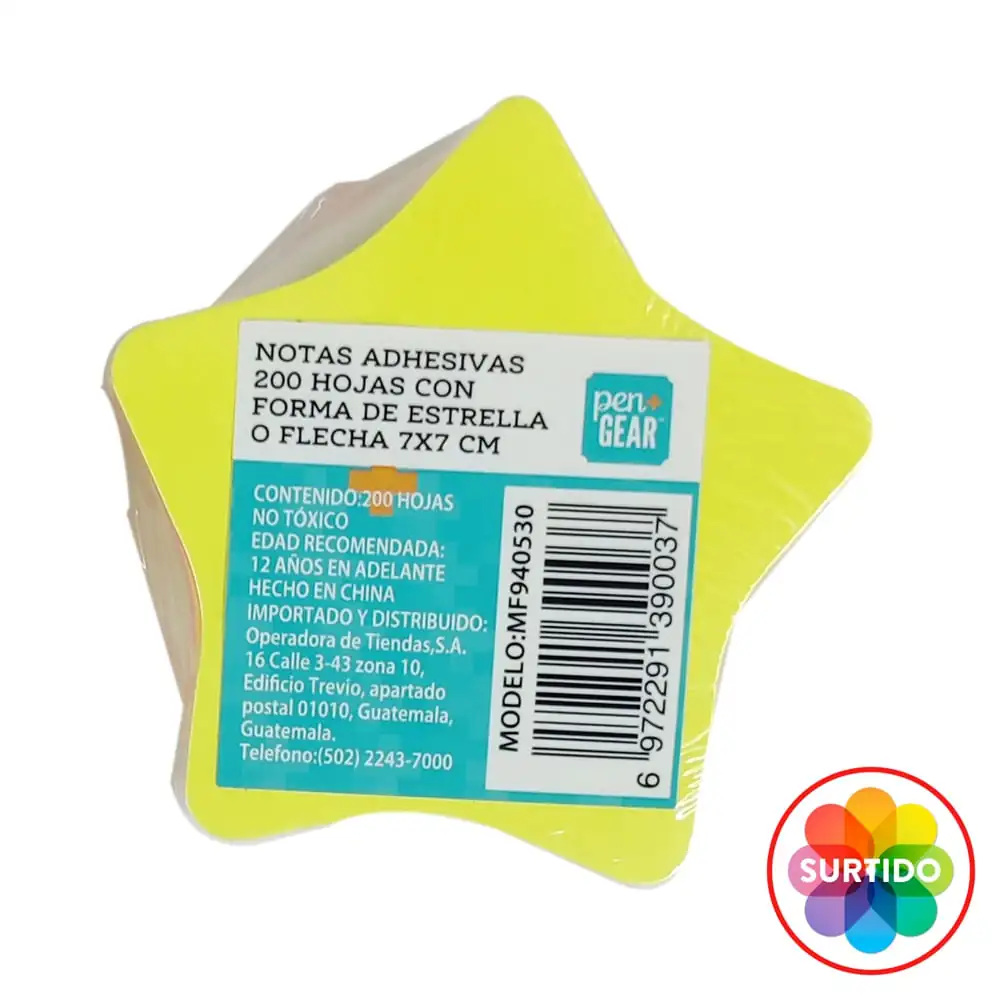 NOTAS ADHESIVAS
200 HOJAS CON
FORMA DE ESTRELLA
O FLECHA 7X7 CM
pen+
GEAR™
CONTENIDO:200 HOJAS
NO TÓXICO
EDAD RECOMENDADA:
12 AÑOS EN ADELANTE
HECHO EN CHINA
IMPORTADO Y DISTRIBUIDO:
Operadora de Tiendas,S.A.
16 Calle 3-43 zona 10,
Edificio Trevio, apartado
postal 01010, Guatemala,
Guatemala.
Telefono:(502) 2243-7000
MODELO:MF940530
6 972291 390037
SURTIDO